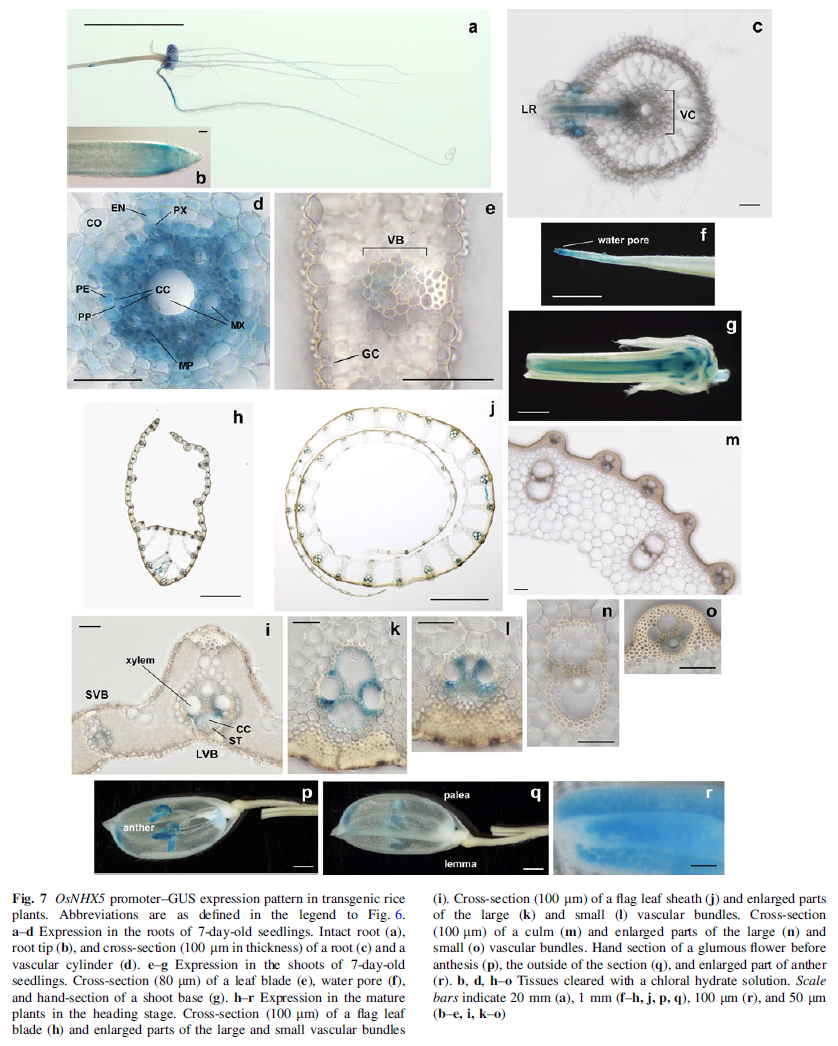 a
b
c
LR
VC
d
EN
PX
CO
PE
CC
PP
MX
MP
e
VB
GC
f
water pore
g
h
j
m
i
xylem
SVB
CC
ST
LVB
k
l
n
o
p
anther
q
palea
lemma
r
Fig. 7 OsNHX5 promoter–GUS expression pattern in transgenic rice
plants. Abbreviations are as defined in the legend to Fig. 6.
a–d Expression in the roots of 7-day-old seedlings. Intact root (a),
root tip (b), and cross-section (100 μm in thickness) of a root (c) and a
vascular cylinder (d). e–g Expression in the shoots of 7-day-old
seedlings. Cross-section (80 μm) of a leaf blade (e), water pore (f),
and hand-section of a shoot base (g). h–r Expression in the mature
plants in the heading stage. Cross-section (100 μm) of a flag leaf
blade (h) and enlarged parts of the large and small vascular bundles
(i). Cross-section (100 μm) of a flag leaf sheath (j) and enlarged parts
of the large (k) and small (l) vascular bundles. Cross-section
(100 μm) of a culm (m) and enlarged parts of the large (n) and
small (o) vascular bundles. Hand section of a glumous flower before
anthesis (p), the outside of the section (q), and enlarged part of anther
(r). b, d, h–o Tissues cleared with a chloral hydrate solution. Scale
bars indicate 20 mm (a), 1 mm (f–h, j, p, q), 100 μm (r), and 50 μm
(b–e, i, k–o)